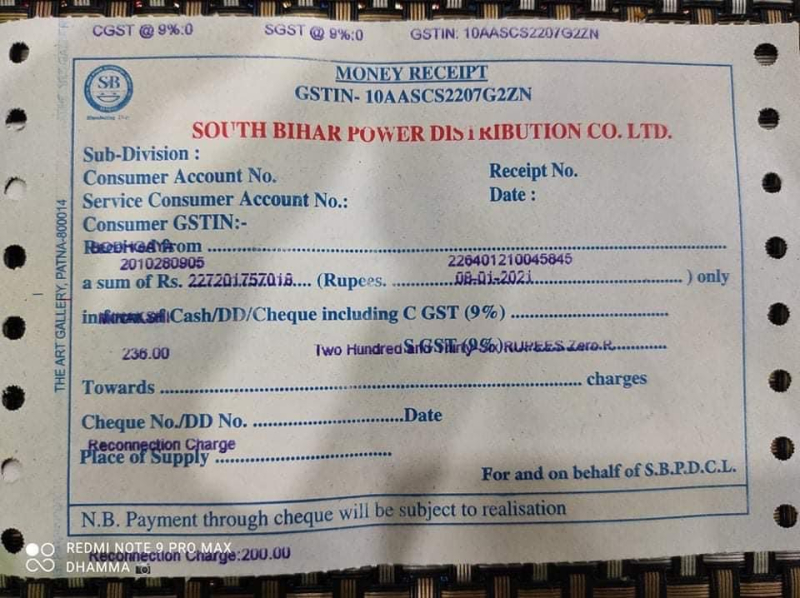 CGST @ 9%:0 SGST @ 9%:0 GSTIN: 10AASCS2207G2ZN
SB
MONEY RECEIPT
GSTIN- 10AASCS2207G2ZN
SOUTH BIHAR POWER DISTRIBUTION CO. LTD.
Sub-Division :
Consumer Account No. Receipt No.
Service Consumer Account No.: Date :
Consumer GSTIN:-
BODHGAYA
Received from
2010280905 226401210045845
a sum of Rs. 227201757018 (Rupees. 08-01-2021 ) only
in Cash/DD/Cheque including C GST (9%)
S GST (9%)
236.00 Two Hundred and Thirty RUPEES Zero P
Towards charges
Cheque No./DD No. Date
Reconnection Charge
Place of Supply
For and on behalf of S.B.P.D.C.L.
N.B. Payment through cheque will be subject to realisation
Reconnection Charge:200.00
THE ART GALLERY, PATNA-800014
REDMI NOTE 9 PRO MAX
DHAMMA